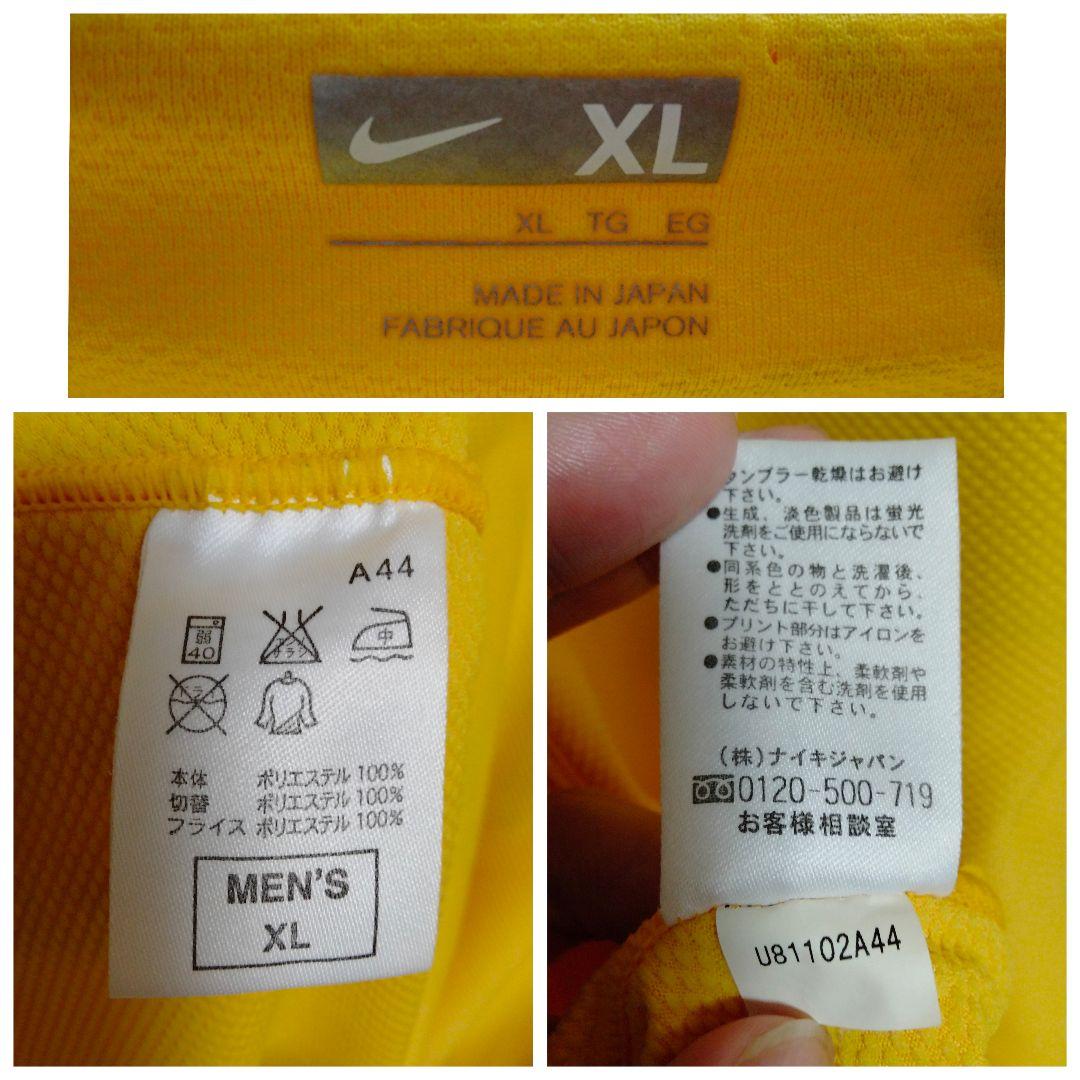 XL
XL TG EG
MADE IN JAPAN
FABRIQUE AU JAPON
A44
弱
40
エンソ
サラシ
中
ドライ
本体 ポリエステル 100%
切替 ポリエステル 100%
フライス ポリエステル 100%
MEN'S
XL
ンブラー乾燥はお避け
下さい。
●生成、淡色製品は蛍光
洗剤をご使用にならないで
下さい。
●同系色の物と洗濯後、
形をととのえてから、
ただちに干して下さい。
●プリント部分はアイロンを
お避け下さい。
●素材の特性上、柔軟剤や
柔軟剤を含む洗剤を使用
しないで下さい。
(株)ナイキジャパン
0120-500-719
お客様相談室
U81102A44